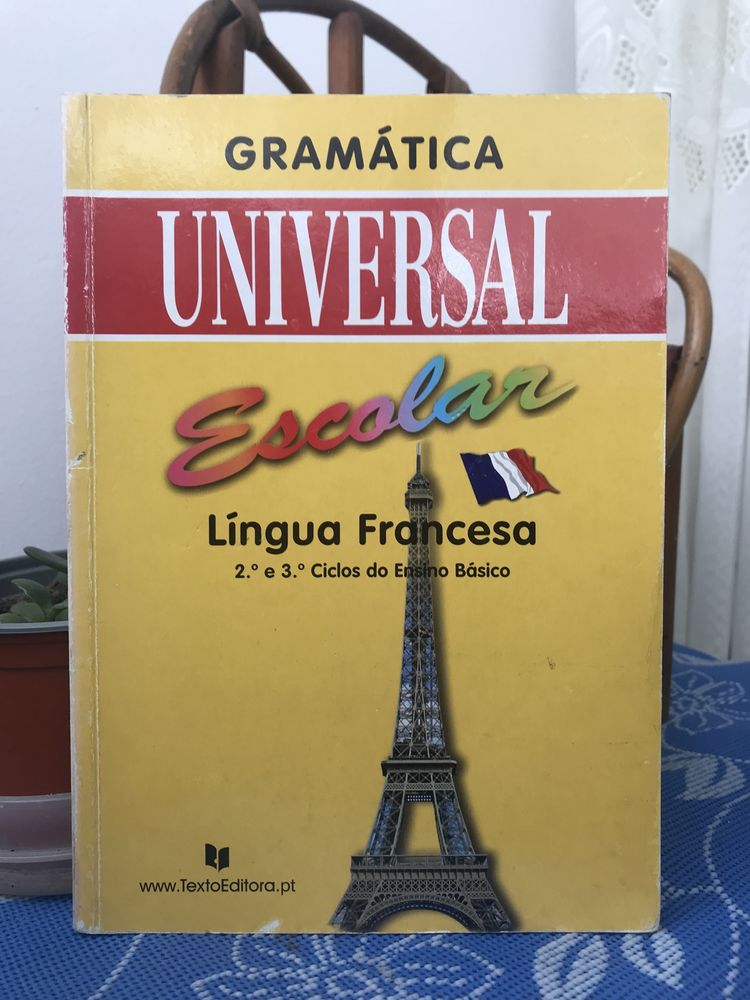 GRAMÁTICA
UNIVERSAL
Escolar
Língua Francesa
2.º e 3.º Ciclos do Ensino Básico
www.TextoEditora.pt